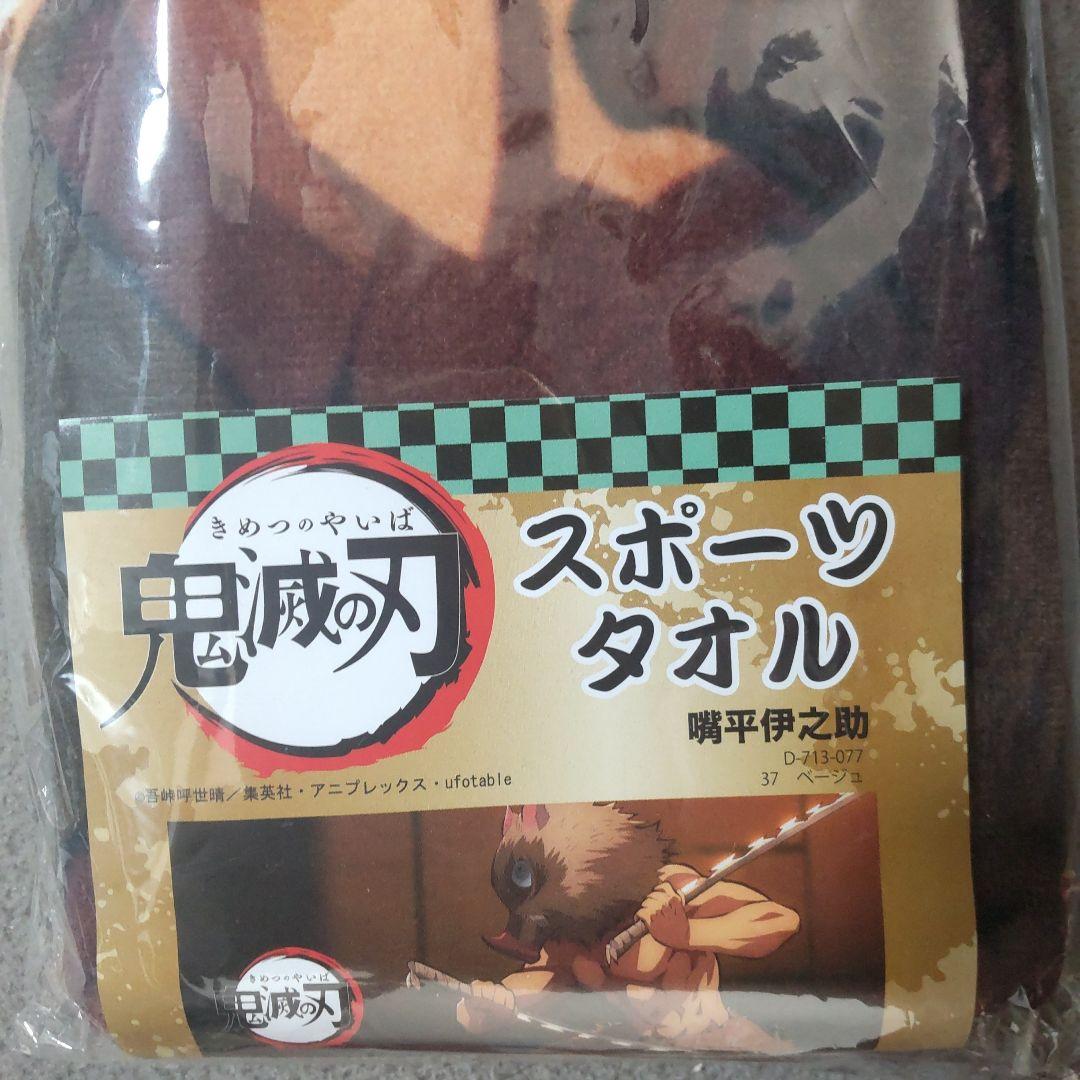 きめつのやいば
鬼滅の刃
スポーツ
タオル
嘴平伊之助
D-713-077
37 ベージュ
©吾峠呼世晴／集英社・アニプレックス・ufotable
きめつのやいば
鬼滅の刃